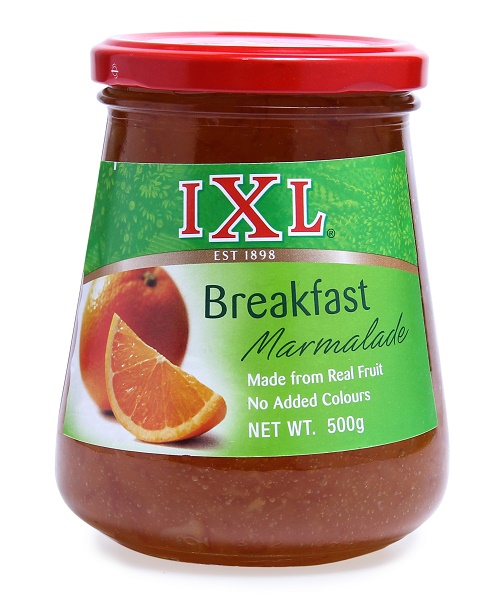 IXL®
EST 1898
Breakfast
Marmalade
Made from Real Fruit
No Added Colours
NET WT. 500g